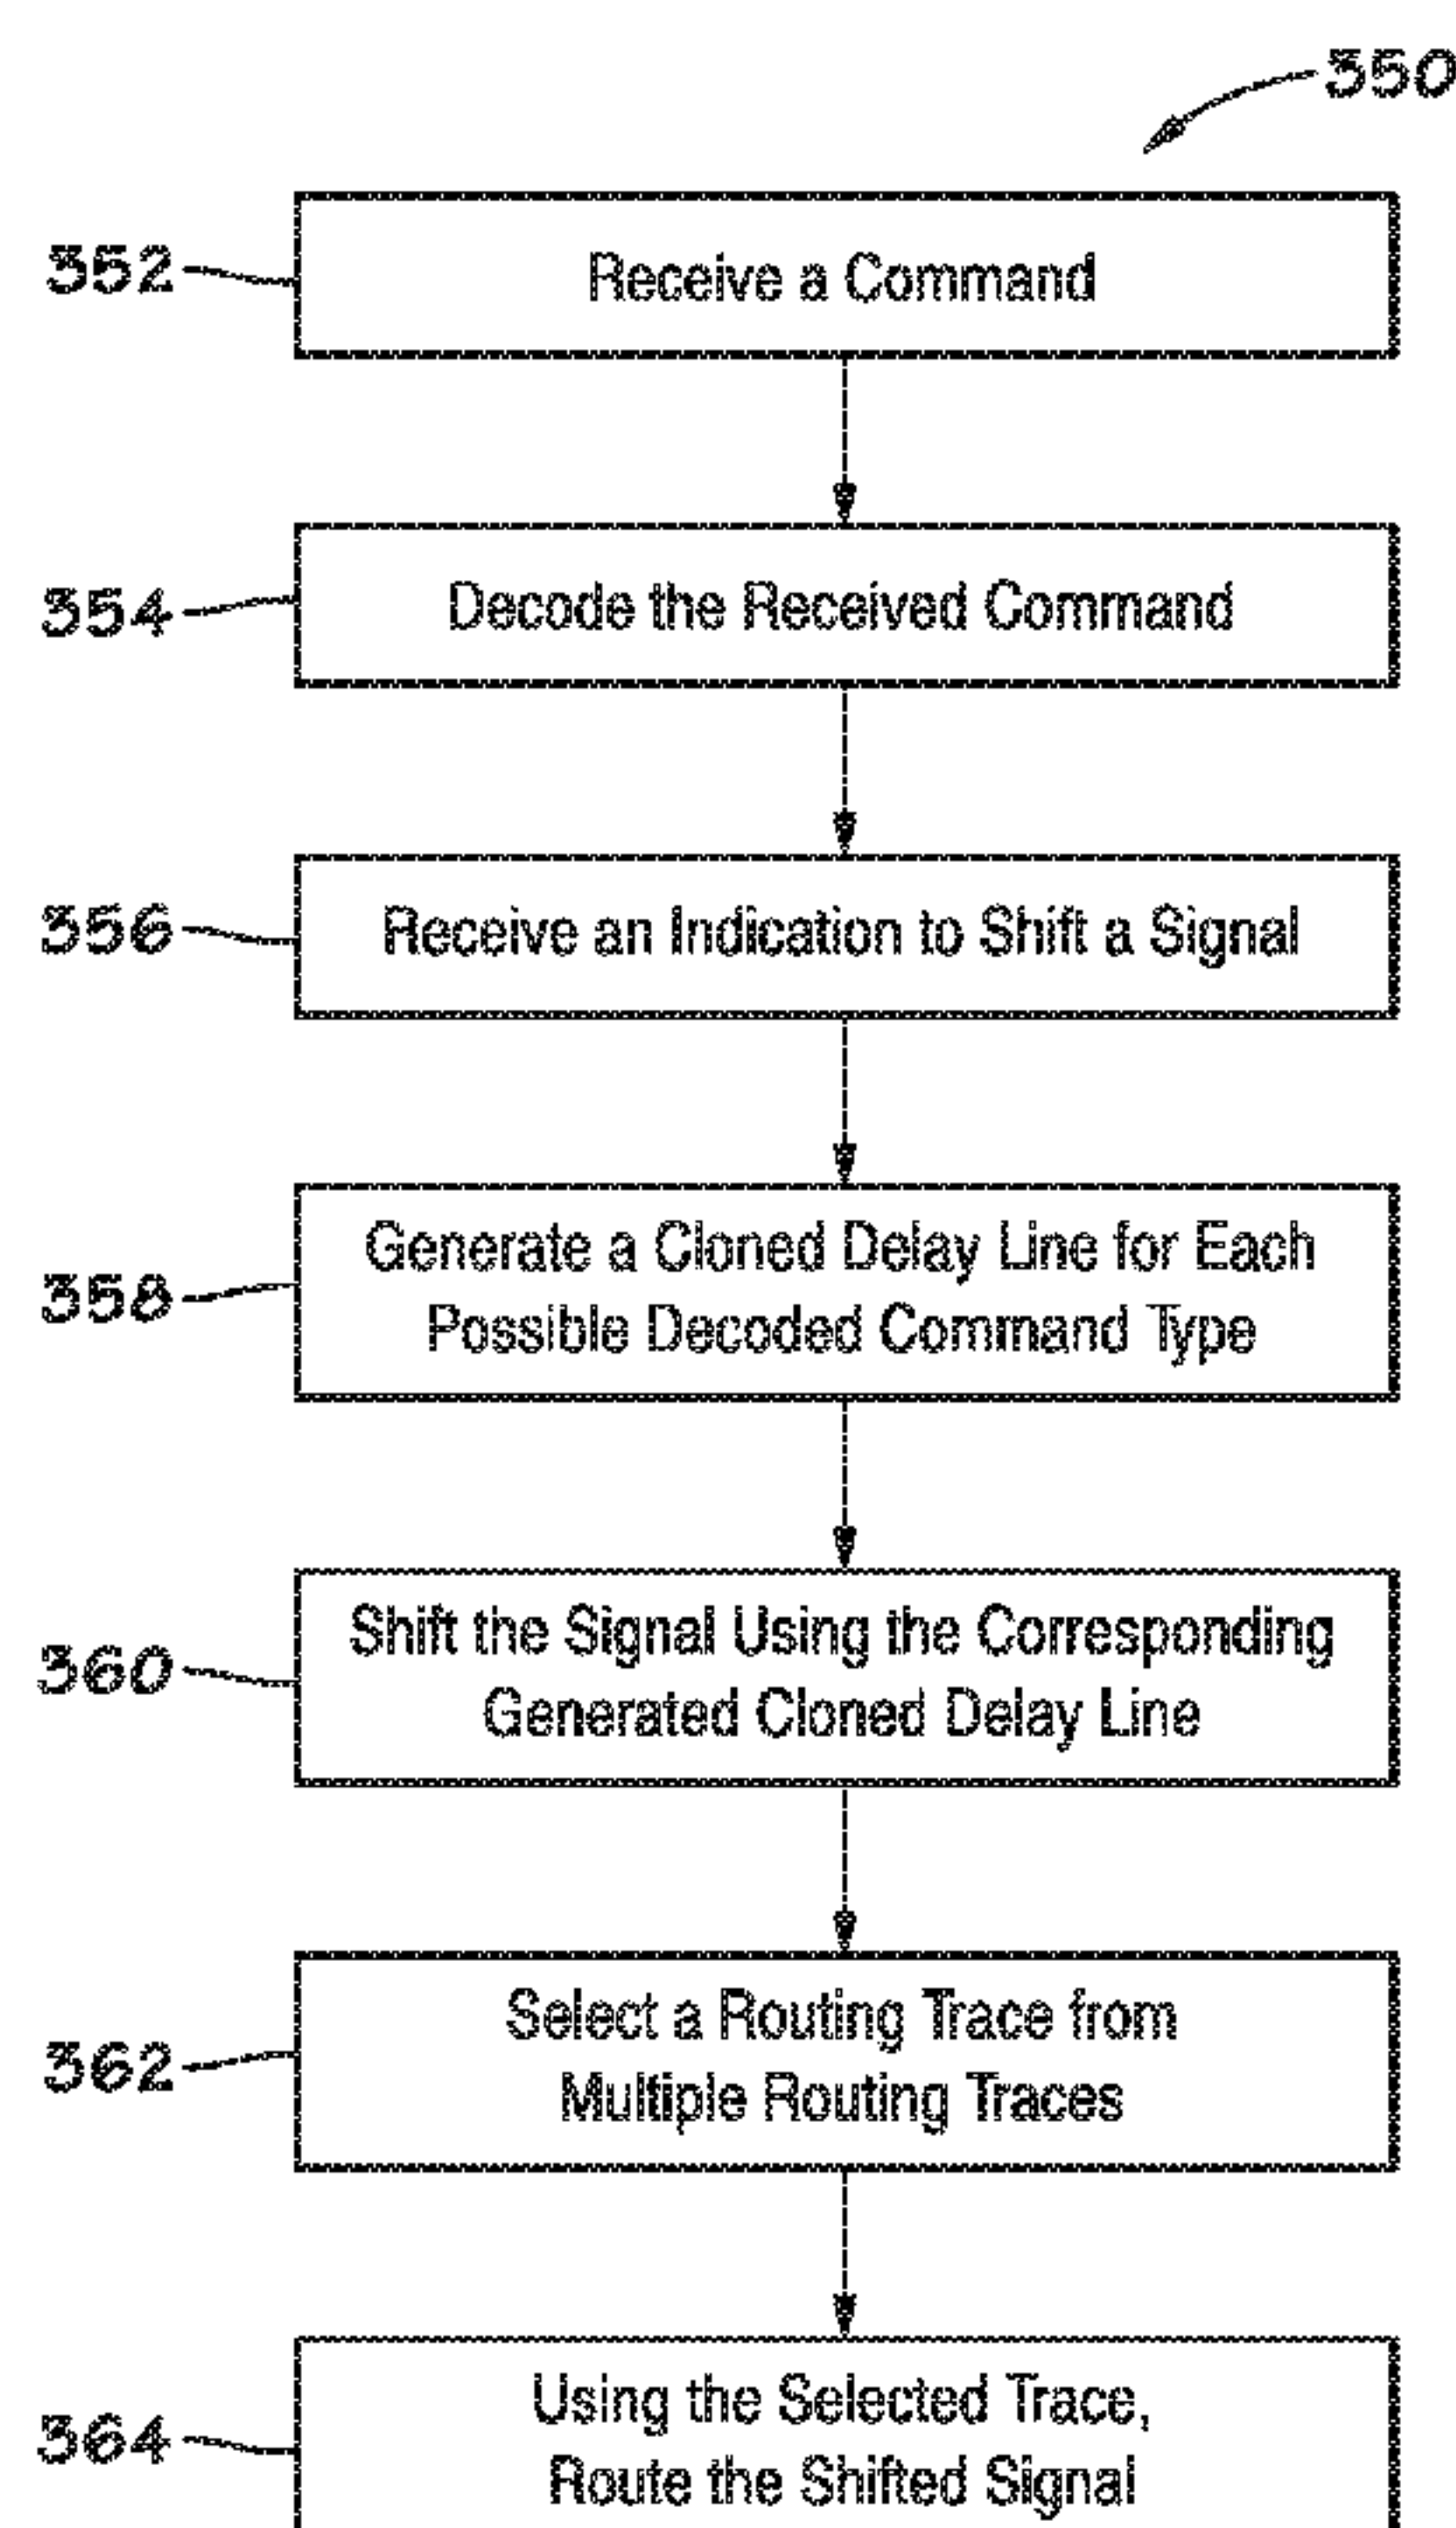 350
352
Receive a Command
354
Decode the Received Command
356
Receive an Indication to Shift a Signal
358
Generate a Cloned Delay Line for Each
Possible Decoded Command Type
360
Shift the Signal Using the Corresponding
Generated Cloned Delay Line
362
Select a Routing Trace from
Multiple Routing Traces
364
Using the Selected Trace,
Route the Shifted Signal